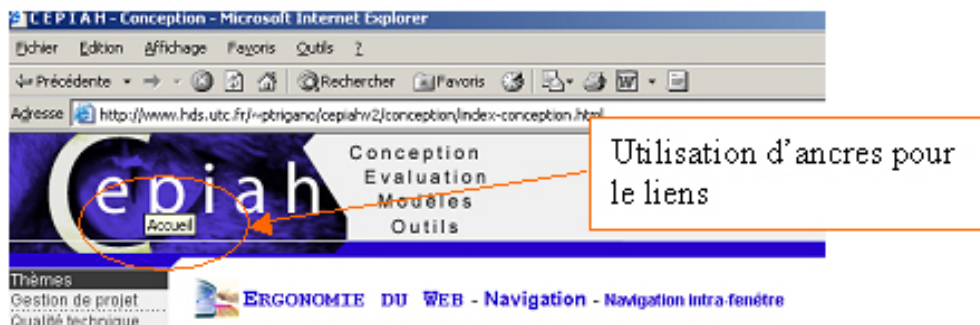 CEPIAH - Conception - Microsoft Internet Explorer
Fichier Edition Affichage Favoris Outils ?
Précédente Rechercher Favoris
Adresse http://www.hds.utc.fr/~ptrigano/cepiahv2/conception/index-conception.html
Cepiah
Conception
Evaluation
Modèles
Outils
Accueil
Utilisation d'ancres pour
le liens
Thèmes
Gestion de projet
Qualité technique
ERGONOMIE DU WEB - Navigation - Navigation intra-fenêtre